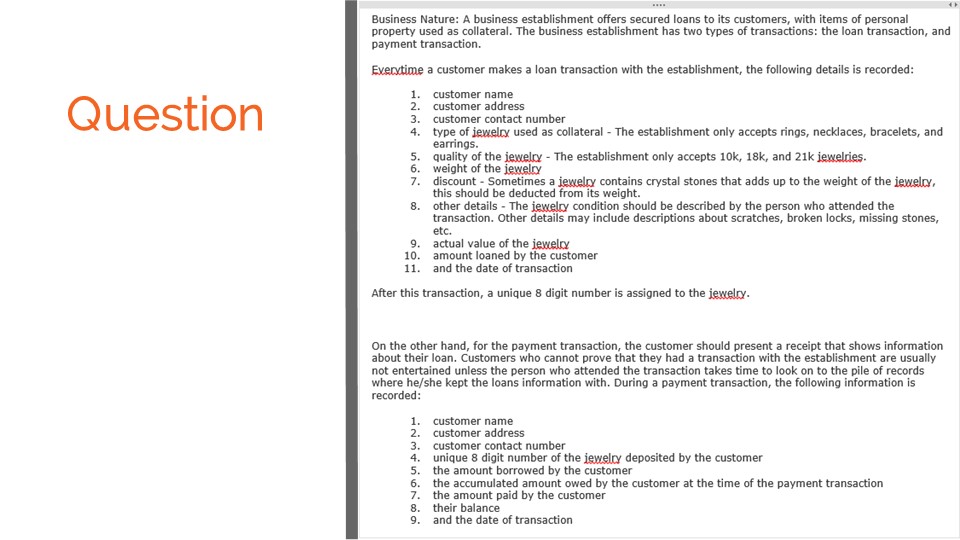 Question
Business Nature: A business establishment offers secured loans to its customers, with items of personal
property used as collateral. The business establishment has two types of transactions: the loan transaction, and
payment transaction.
Everytime a customer makes a loan transaction with the establishment, the following details is recorded:
1. customer name
2. customer address
3. customer contact number
4. type of jewelry used as collateral - The establishment only accepts rings, necklaces, bracelets, and
earrings.
5. quality of the jewelry - The establishment only accepts 10k, 18k, and 21k jewelries.
6. weight of the jewelry
7. discount - Sometimes a jewelry contains crystal stones that adds up to the weight of the jewelry,
this should be deducted from its weight.
8. other details - The jewelry condition should be described by the person who attended the
transaction. Other details may include descriptions about scratches, broken locks, missing stones,
etc.
9. actual value of the jewelry
10. amount loaned by the customer
11. and the date of transaction
After this transaction, a unique 8 digit number is assigned to the jewelry.
On the other hand, for the payment transaction, the customer should present a receipt that shows information
about their loan. Customers who cannot prove that they had a transaction with the establishment are usually
not entertained unless the person who attended the transaction takes time to look on to the pile of records
where he/she kept the loans information with. During a payment transaction, the following information is
recorded:
1. customer name
2. customer address
3. customer contact number
4. unique 8 digit number of the jewelry deposited by the customer
5. the amount borrowed by the customer
6. the accumulated amount owed by the customer at the time of the payment transaction
7. the amount paid by the customer
8. their balance
9. and the date of transaction